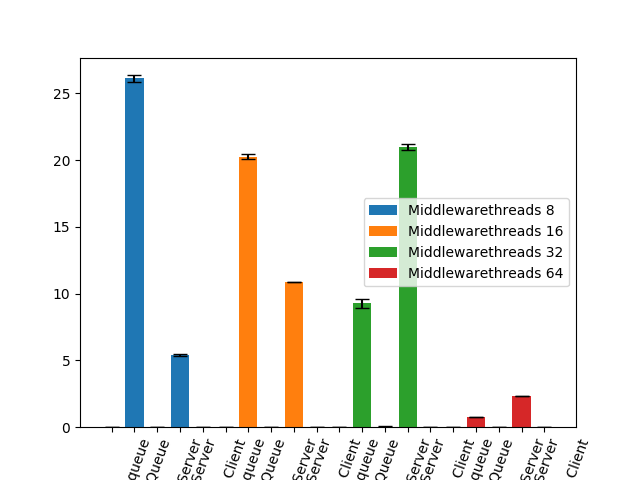 25
20
15
10
5
0
Middlewarethreads 8
Middlewarethreads 16
Middlewarethreads 32
Middlewarethreads 64
queue
Queue
Server
Server
Client
queue
Queue
Server
Server
Client
queue
Queue
Server
Server
Client
queue
Queue
Server
Server
Client